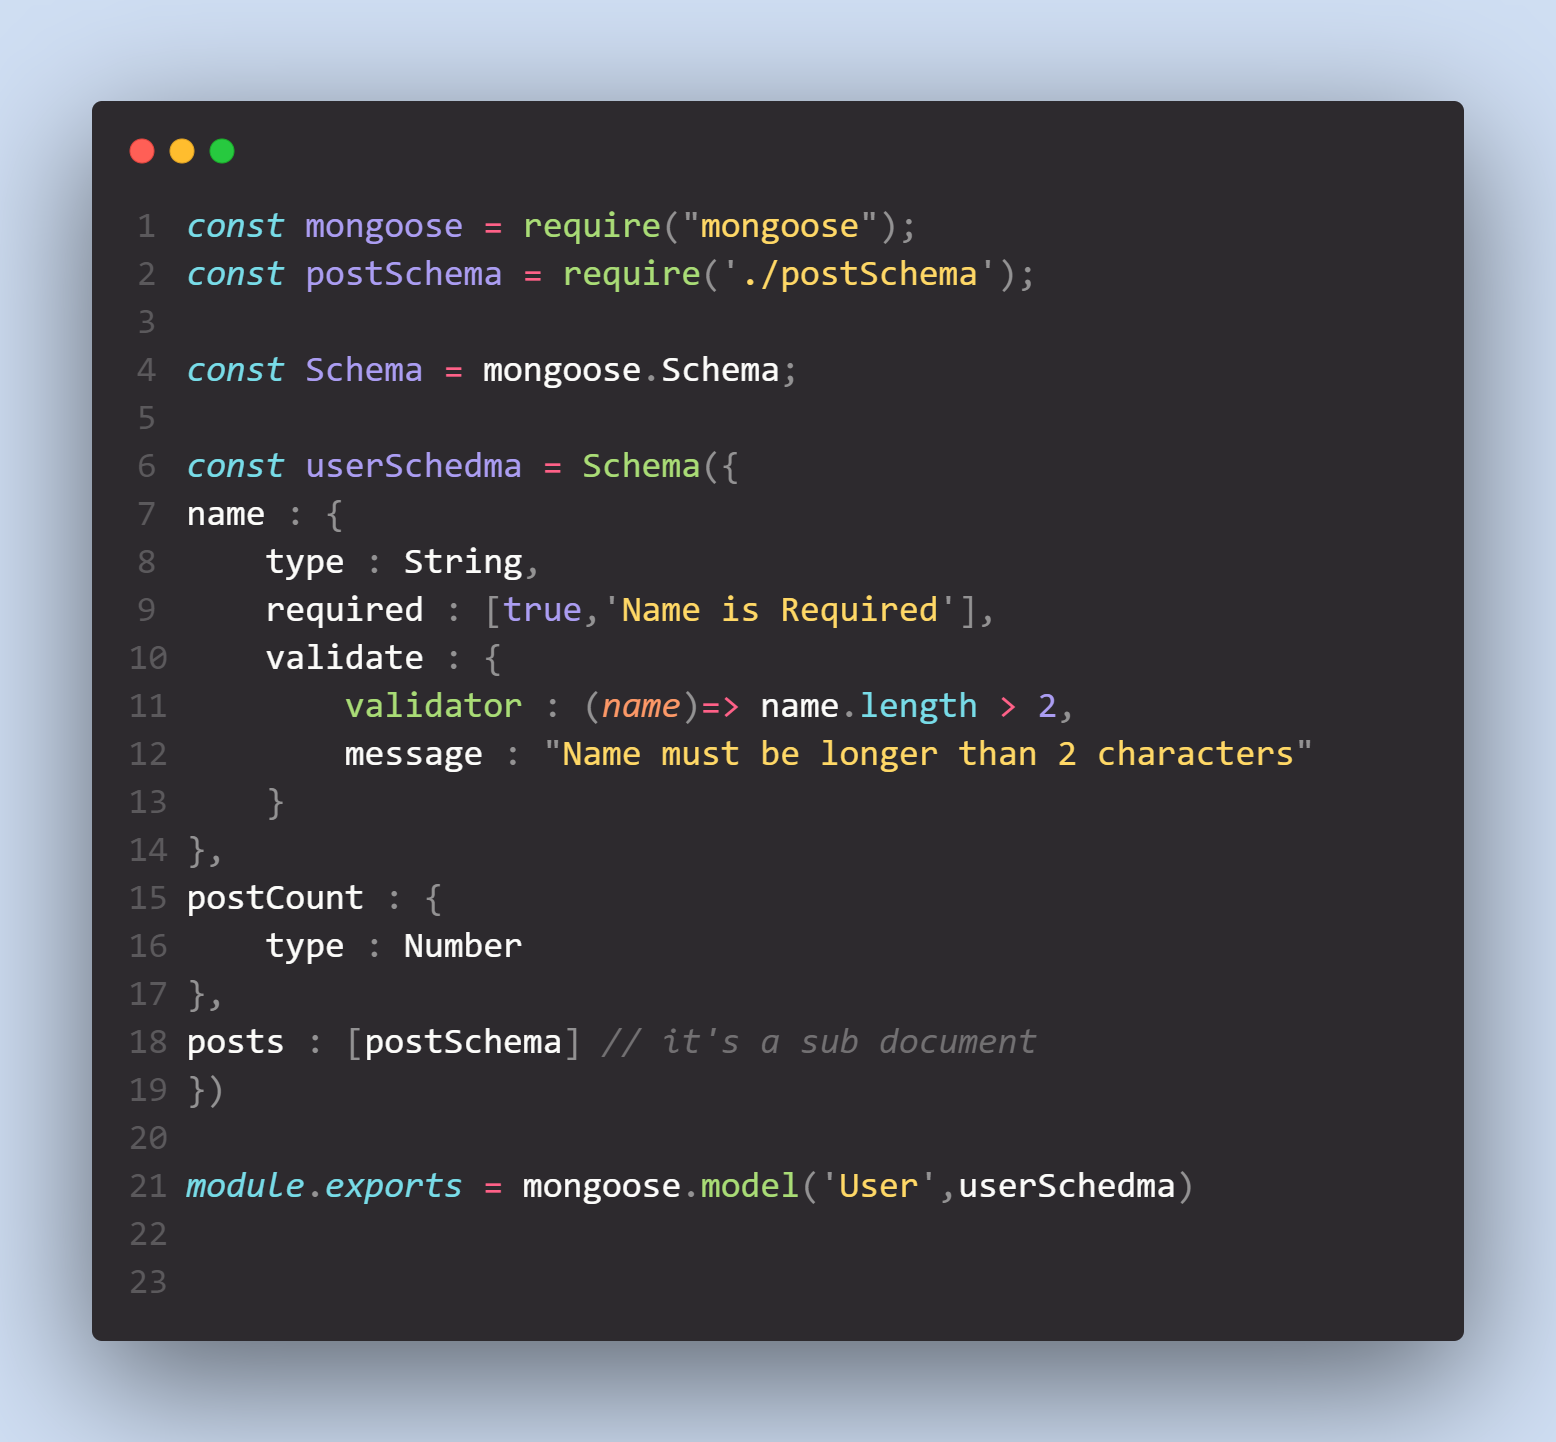 1 const mongoose = require("mongoose");
2 const postSchema = require('./postSchema');
3
4 const Schema = mongoose.Schema;
5
6 const userSchedma = Schema({
7 name : {
8     type : String,
9     required : [true,'Name is Required'],
10     validate : {
11         validator : (name)=> name.length > 2,
12         message : "Name must be longer than 2 characters"
13     }
14 },
15 postCount : {
16     type : Number
17 },
18 posts : [postSchema] // it's a sub document
19 })
20
21 module.exports = mongoose.model('User',userSchedma)
22
23